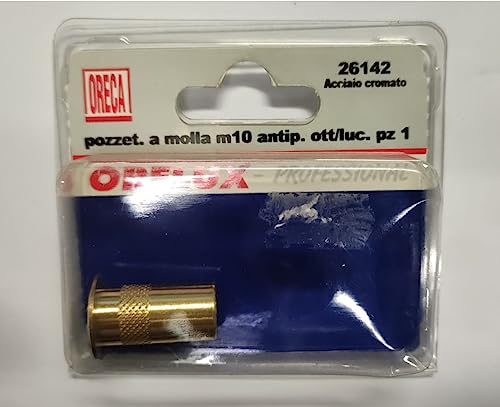 ORECA
26142
Acciaio cromato
pozzet. a molla m10 antip. ott/luc. pz 1
- PROFESSIONAL